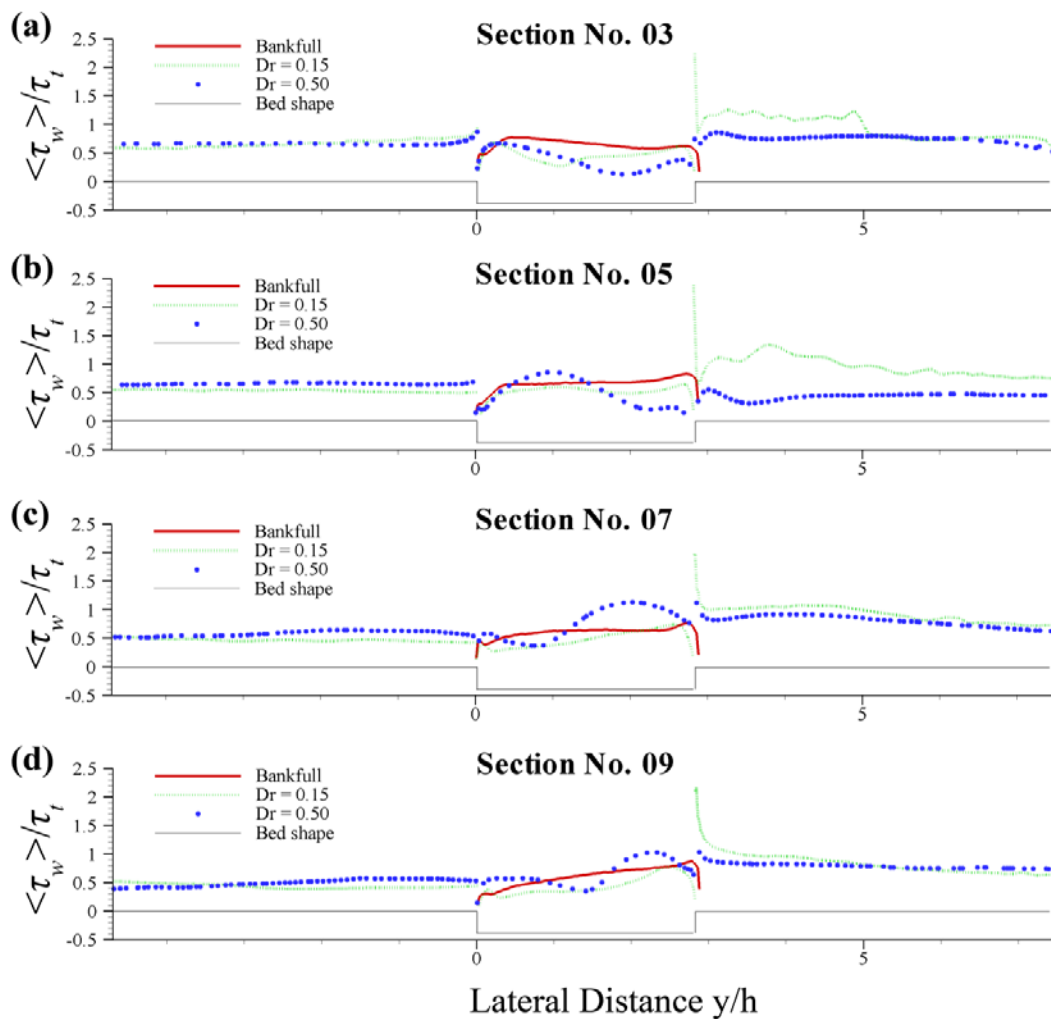 (a)
Section No. 03
<τw>/τt
2.5
2
1.5
1
0.5
0
-0.5
Bankfull
Dr = 0.15
Dr = 0.50
Bed shape
0
5
(b)
Section No. 05
<τw>/τt
2.5
2
1.5
1
0.5
0
-0.5
Bankfull
Dr = 0.15
Dr = 0.50
Bed shape
0
5
(c)
Section No. 07
<τw>/τt
2.5
2
1.5
1
0.5
0
-0.5
Bankfull
Dr = 0.15
Dr = 0.50
Bed shape
0
5
(d)
Section No. 09
<τw>/τt
2.5
2
1.5
1
0.5
0
-0.5
Bankfull
Dr = 0.15
Dr = 0.50
Bed shape
0
5
Lateral Distance y/h